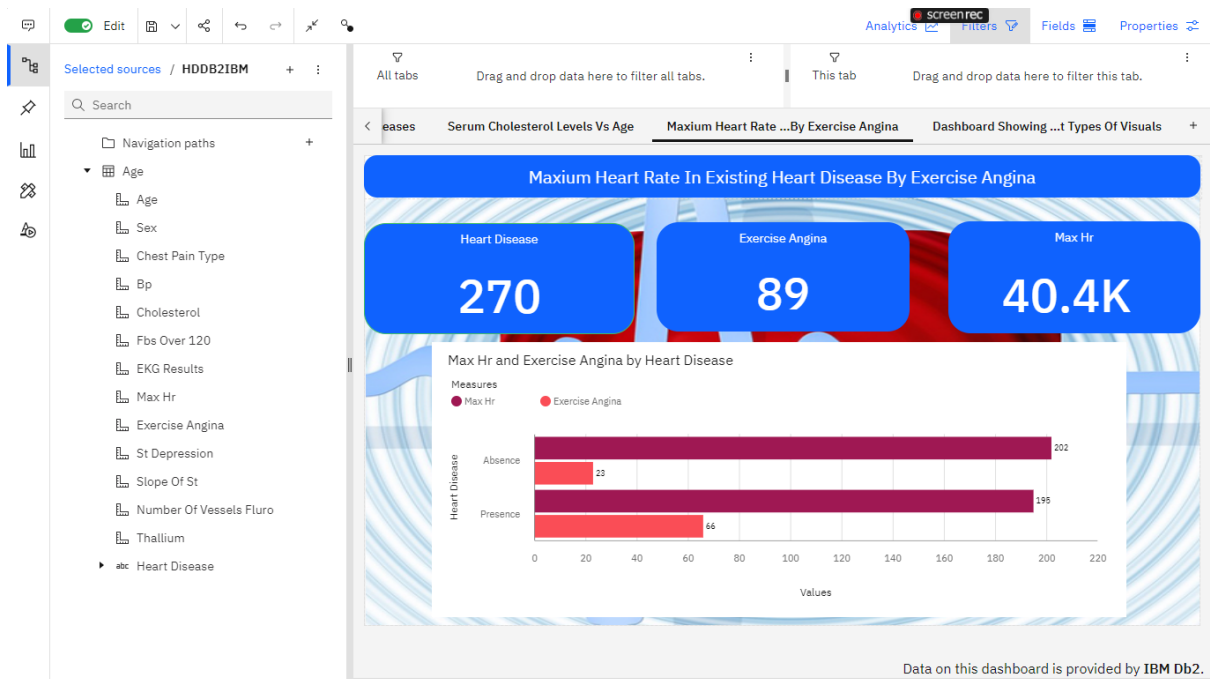 Edit
screenrec
Analytics
Filters
Fields
Properties
Selected sources / HDDB2IBM
Search
Navigation paths
Age
Age
Sex
Chest Pain Type
Bp
Cholesterol
Fbs Over 120
EKG Results
Max Hr
Exercise Angina
St Depression
Slope Of St
Number Of Vessels Fluro
Thallium
abc Heart Disease
All tabs
Drag and drop data here to filter all tabs.
This tab
Drag and drop data here to filter this tab.
eases
Serum Cholesterol Levels Vs Age
Maxium Heart Rate ...By Exercise Angina
Dashboard Showing ...t Types Of Visuals
Maxium Heart Rate In Existing Heart Disease By Exercise Angina
Heart Disease
270
Exercise Angina
89
Max Hr
40.4K
Max Hr and Exercise Angina by Heart Disease
Measures
Max Hr
Exercise Angina
Heart Disease
Absence
202
23
Presence
195
66
0 20 40 60 80 100 120 140 160 180 200 220
Values
Data on this dashboard is provided by IBM Db2.